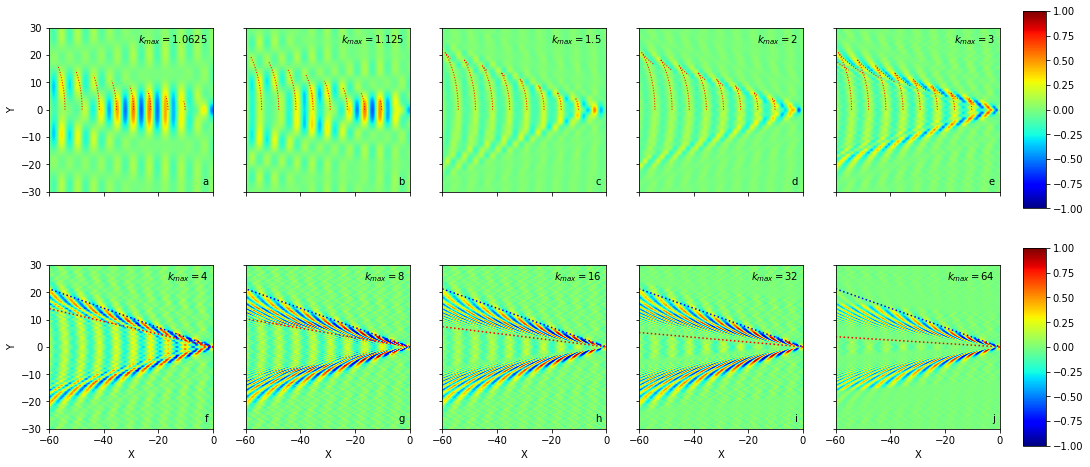 k_max = 1.0625
k_max = 1.125
k_max = 1.5
k_max = 2
k_max = 3
30
20
10
0
−10
−20
−30
Y
a
b
c
d
e
1.00
0.75
0.50
0.25
0.00
−0.25
−0.50
−0.75
−1.00
k_max = 4
k_max = 8
k_max = 16
k_max = 32
k_max = 64
30
20
10
0
−10
−20
−30
Y
f
g
h
i
j
−60 −40 −20 0
−60 −40 −20 0
−60 −40 −20 0
−60 −40 −20 0
−60 −40 −20 0
X
X
X
X
X
1.00
0.75
0.50
0.25
0.00
−0.25
−0.50
−0.75
−1.00